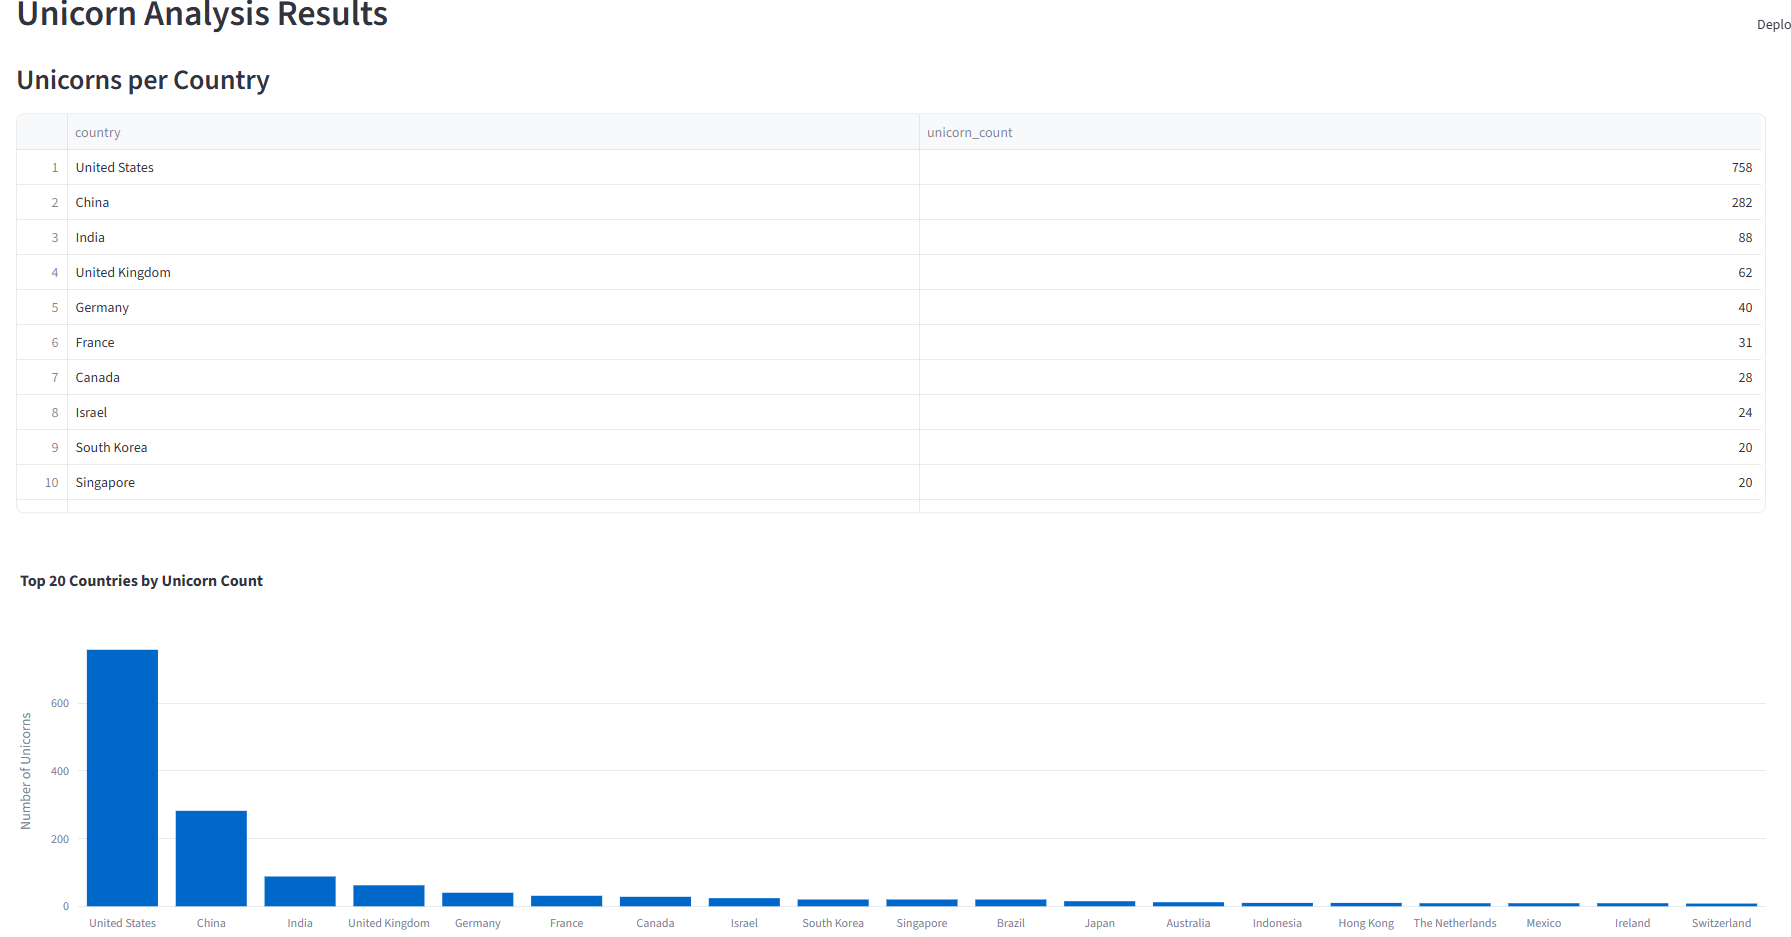 Unicorn Analysis Results
Deplo
Unicorns per Country
country unicorn_count
1 United States 758
2 China 282
3 India 88
4 United Kingdom 62
5 Germany 40
6 France 31
7 Canada 28
8 Israel 24
9 South Korea 20
10 Singapore 20
Top 20 Countries by Unicorn Count
Number of Unicorns
600
400
200
0
United States China India United Kingdom Germany France Canada Israel South Korea Singapore Brazil Japan Australia Indonesia Hong Kong The Netherlands Mexico Ireland Switzerland